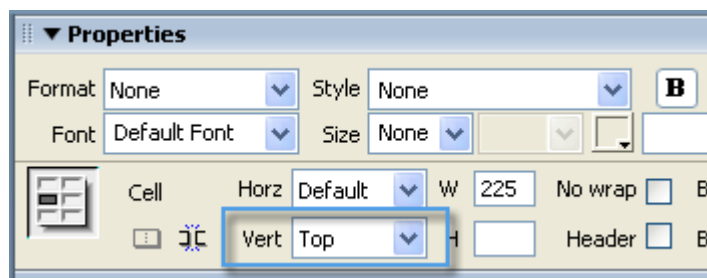 Properties
Format None Style None B
Font Default Font Size None
Cell Horz Default W 225 No wrap B
Vert Top H Header B